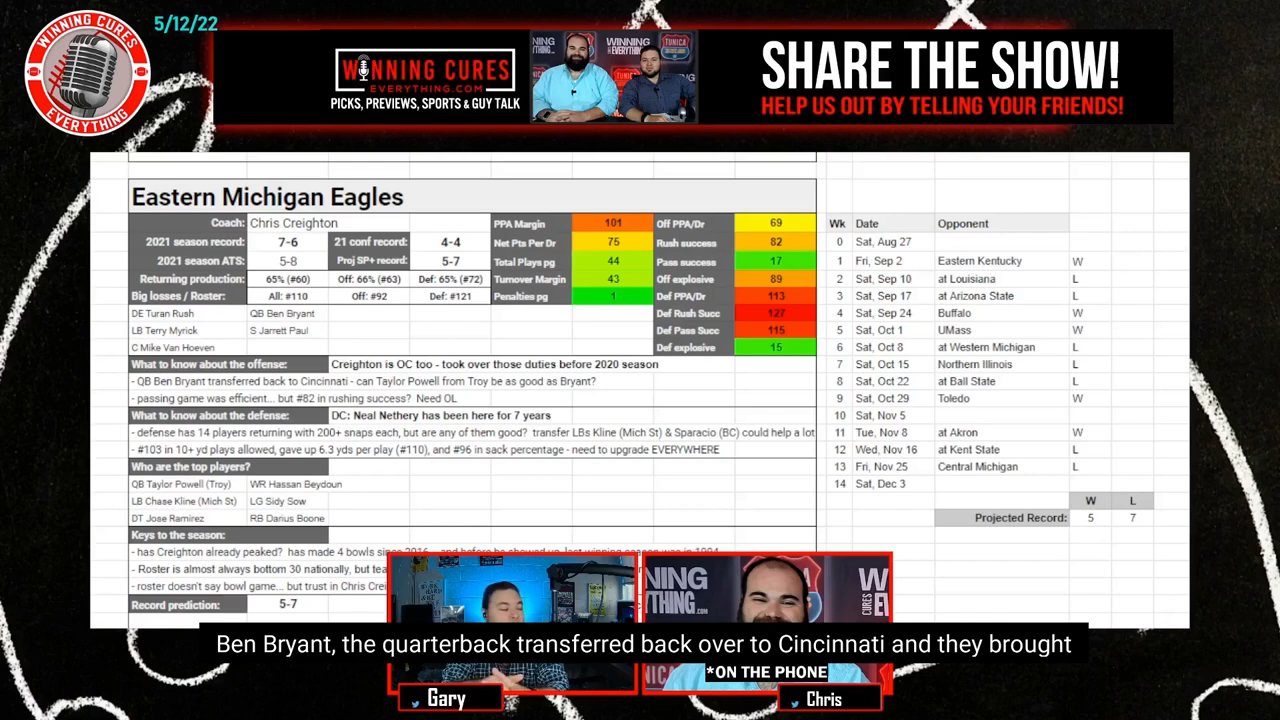 5/12/22
WINNING CURES
EVERYTHING
WINNING CURES
EVERYTHING.COM
PICKS, PREVIEWS, SPORTS & GUY TALK
WINNING
TUNICA
SHARE THE SHOW!
HELP US OUT BY TELLING YOUR FRIENDS!
Eastern Michigan Eagles
Coach: Chris Creighton PPA Margin 101 Off PPA/Dr 69
2021 season record: 7-6 21 conf record: 4-4 Net Pts Per Dr 75 Rush success 82
2021 season ATS: 5-8 Proj SP+ record: 5-7 Total Plays pg 44 Pass success 17
Returning production: 65% (#60) Off: 66% (#63) Def: 65% (#72) Turnover Margin 43 Off explosive 89
Big losses / Roster: All: #110 Off: #92 Def: #121 Penalties pg 1 Def PPA/Dr 113
DE Turan Rush QB Ben Bryant Def Rush Succ 127
LB Terry Myrick S Jarrett Paul Def Pass Succ 115
C Mike Van Hoeven Def explosive 15
What to know about the offense: Creighton is OC too - took over those duties before 2020 season
- QB Ben Bryant transferred back to Cincinnati - can Taylor Powell from Troy be as good as Bryant?
- passing game was efficient... but #82 in rushing success? Need OL
What to know about the defense: DC: Neal Nethery has been here for 7 years
- defense has 14 players returning with 200+ snaps each, but are any of them good? transfer LBs Kline (Mich St) & Sparacio (BC) could help a lot
- #103 in 10+ yd plays allowed, gave up 6.3 yds per play (#110), and #96 in sack percentage - need to upgrade EVERYWHERE
Who are the top players?
QB Taylor Powell (Troy) WR Hassan Beydoun
LB Chase Kline (Mich St) LG Sidy Sow
DT Jose Ramirez RB Darius Boone
Keys to the season:
- has Creighton already peaked? has made 4 bowls since 2016... and before he showed up, last winning season was in 1994
- Roster is almost always bottom 30 nationally, but
- roster doesn't say bowl game... but trust in Chris
Record prediction: 5-7
Wk Date Opponent
0 Sat, Aug 27
1 Fri, Sep 2 Eastern Kentucky W
2 Sat, Sep 10 at Louisiana L
3 Sat, Sep 17 at Arizona State L
4 Sat, Sep 24 Buffalo W
5 Sat, Oct 1 UMass W
6 Sat, Oct 8 at Western Michigan L
7 Sat, Oct 15 Northern Illinois L
8 Sat, Oct 22 at Ball State L
9 Sat, Oct 29 Toledo W
10 Sat, Nov 5
11 Tue, Nov 8 at Akron W
12 Wed, Nov 16 at Kent State L
13 Fri, Nov 25 Central Michigan L
14 Sat, Dec 3
W L
Projected Record: 5 7
Ben Bryant, the quarterback transferred back over to Cincinnati and they brought
*ON THE PHONE
Gary
Chris